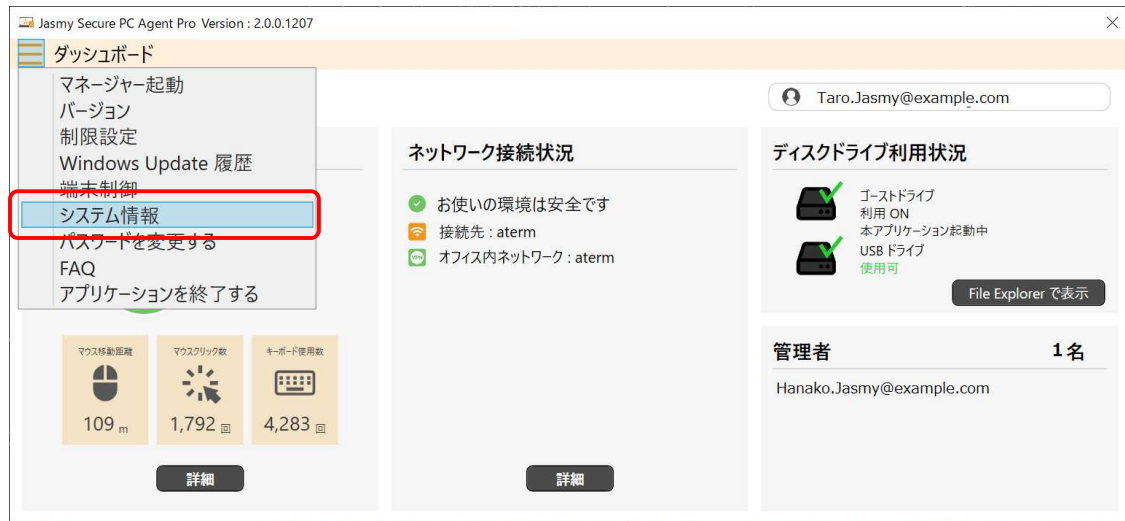 Jasmy Secure PC Agent Pro Version : 2.0.0.1207
ダッシュボード
マネージャー起動
バージョン
制限設定
Windows Update 履歴
端末制御
システム情報
パスワードを変更する
FAQ
アプリケーションを終了する
マウス移動距離
109 m
マウスクリック数
1,792 回
キーボード使用数
4,283 回
詳細
ネットワーク接続状況
お使いの環境は安全です
接続先 : aterm
VPN
オフィス内ネットワーク : aterm
詳細
Taro.Jasmy@example.com
ディスクドライブ利用状況
ゴーストドライブ
利用 ON
本アプリケーション起動中
USB ドライブ
使用可
File Explorer で表示
管理者 1名
Hanako.Jasmy@example.com